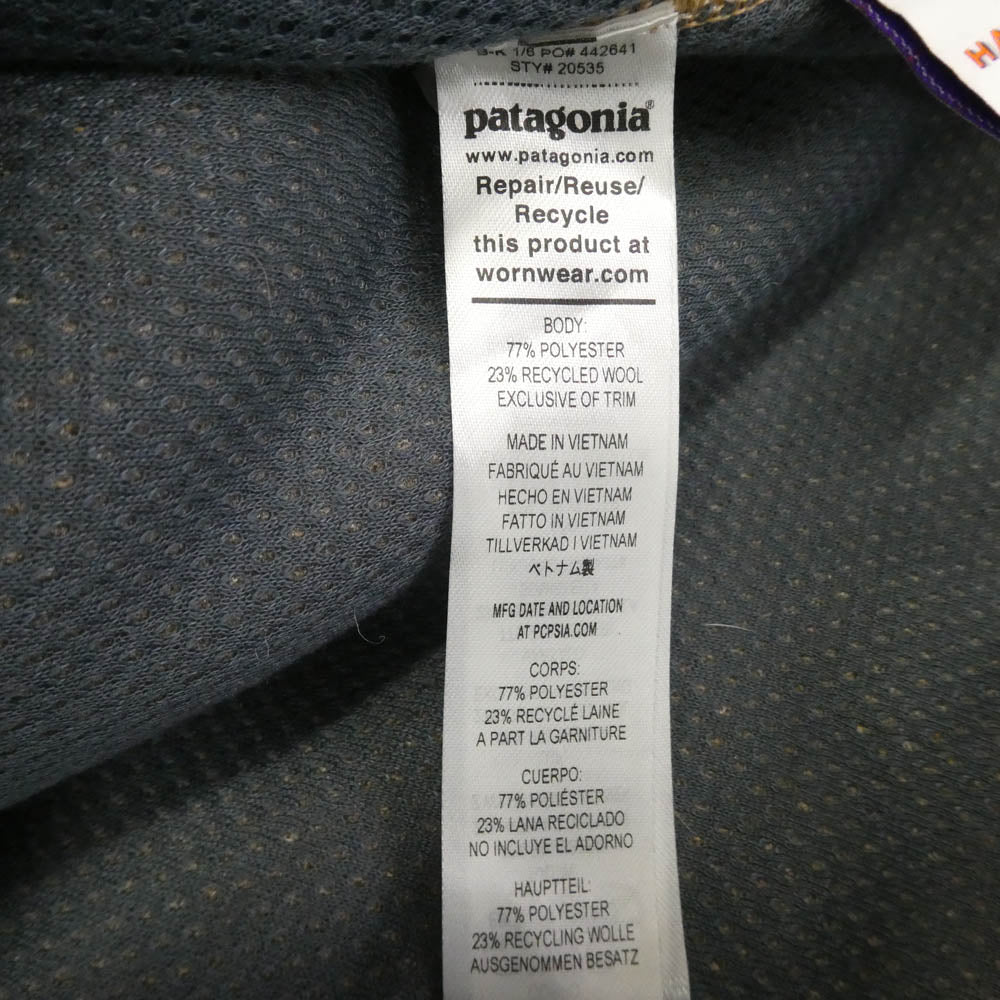 B-K 1/6 PO# 442641
STY# 20535
patagonia®
www.patagonia.com
Repair/Reuse/
Recycle
this product at
wornwear.com
BODY:
77% POLYESTER
23% RECYCLED WOOL
EXCLUSIVE OF TRIM
MADE IN VIETNAM
FABRIQUÉ AU VIETNAM
HECHO EN VIETNAM
FATTO IN VIETNAM
TILLVERKAD I VIETNAM
ベトナム製
MFG DATE AND LOCATION
AT PCPSIA.COM
CORPS:
77% POLYESTER
23% RECYCLÉ LAINE
A PART LA GARNITURE
CUERPO:
77% POLIÉSTER
23% LANA RECICLADO
NO INCLUYE EL ADORNO
HAUPTTEIL:
77% POLYESTER
23% RECYCLING WOLLE
AUSGENOMMEN BESATZ